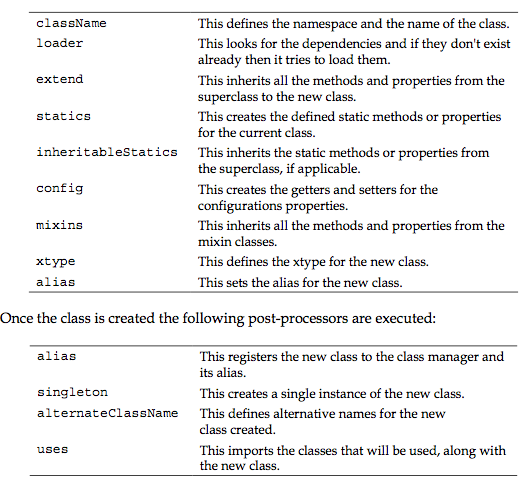 className This defines the namespace and the name of the class.
loader This looks for the dependencies and if they don't exist
already then it tries to load them.
extend This inherits all the methods and properties from the
superclass to the new class.
statics This creates the defined static methods or properties
for the current class.
inheritableStatics This inherits the static methods or properties from
the superclass, if applicable.
config This creates the getters and setters for the
configurations properties.
mixins This inherits all the methods and properties from the
mixin classes.
xtype This defines the xtype for the new class.
alias This sets the alias for the new class.
Once the class is created the following post-processors are executed:
alias This registers the new class to the class manager and
its alias.
singleton This creates a single instance of the new class.
alternateClassName This defines alternative names for the new
class created.
uses This imports the classes that will be used, along with
the new class.